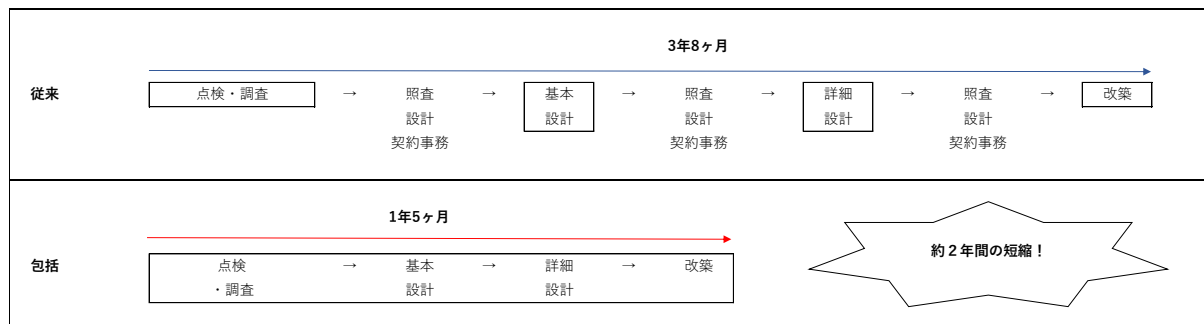 3年8ヶ月
従来
点検・調査 → 照査 → 基本 → 照査 → 詳細 → 照査 → 改築
設計 設計 設計 設計 設計
契約事務 契約事務 契約事務
1年5ヶ月
約２年間の短縮！
包括
点検 → 基本 → 詳細 → 改築
・調査 設計 設計